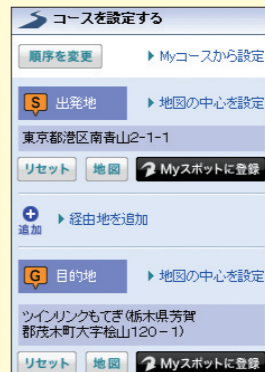 コースを設定する
順序を変更 Myコースから設定
S 出発地 地図の中心を設定
東京都港区南青山2-1-1
リセット 地図 Myスポットに登録
追加 経由地を追加
G 目的地 地図の中心を設定
ツインリンクもてぎ(栃木県芳賀
郡茂木町大字桧山120-1)
リセット 地図 Myスポットに登録